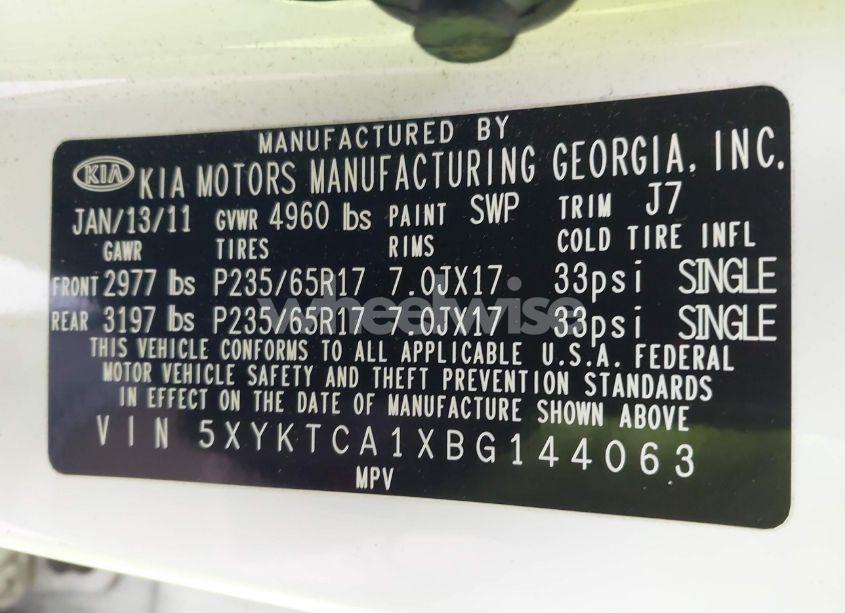 MANUFACTURED BY
KIA KIA MOTORS MANUFACTURING GEORGIA, INC.
JAN/13/11 GVWR 4960 lbs PAINT SWP TRIM J7
GAWR TIRES RIMS COLD TIRE INFL
FRONT 2977 lbs P235/65R17 7.0JX17 33psi SINGLE
REAR 3197 lbs P235/65R17 7.0JX17 33psi SINGLE
wheelwise
THIS VEHICLE CONFORMS TO ALL APPLICABLE U.S.A. FEDERAL
MOTOR VEHICLE SAFETY AND THEFT PREVENTION STANDARDS
IN EFFECT ON THE DATE OF MANUFACTURE SHOWN ABOVE
VIN 5XYKTCA1XBG144063
MPV